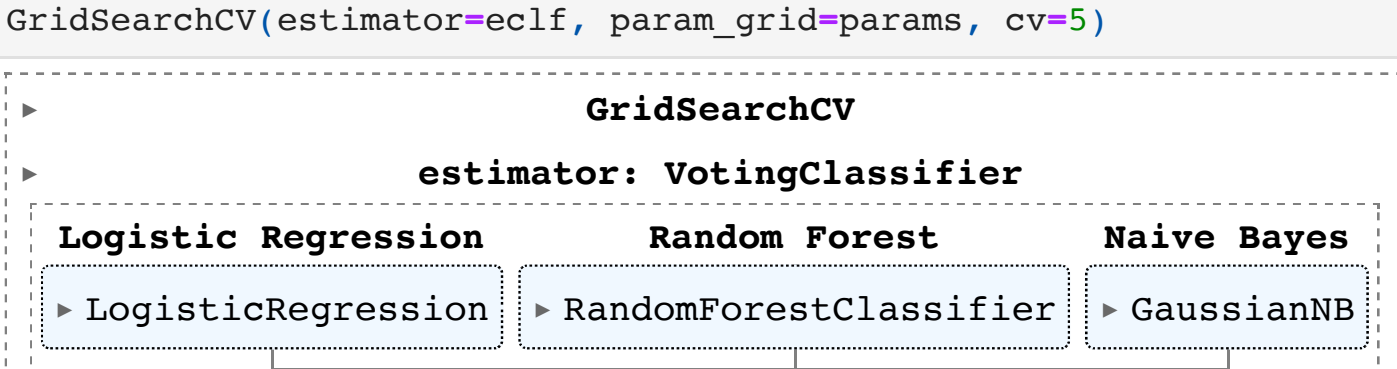 GridSearchCV(estimator=eclf, param_grid=params, cv=5)
GridSearchCV
estimator: VotingClassifier
Logistic Regression Random Forest Naive Bayes
LogisticRegression RandomForestClassifier GaussianNB